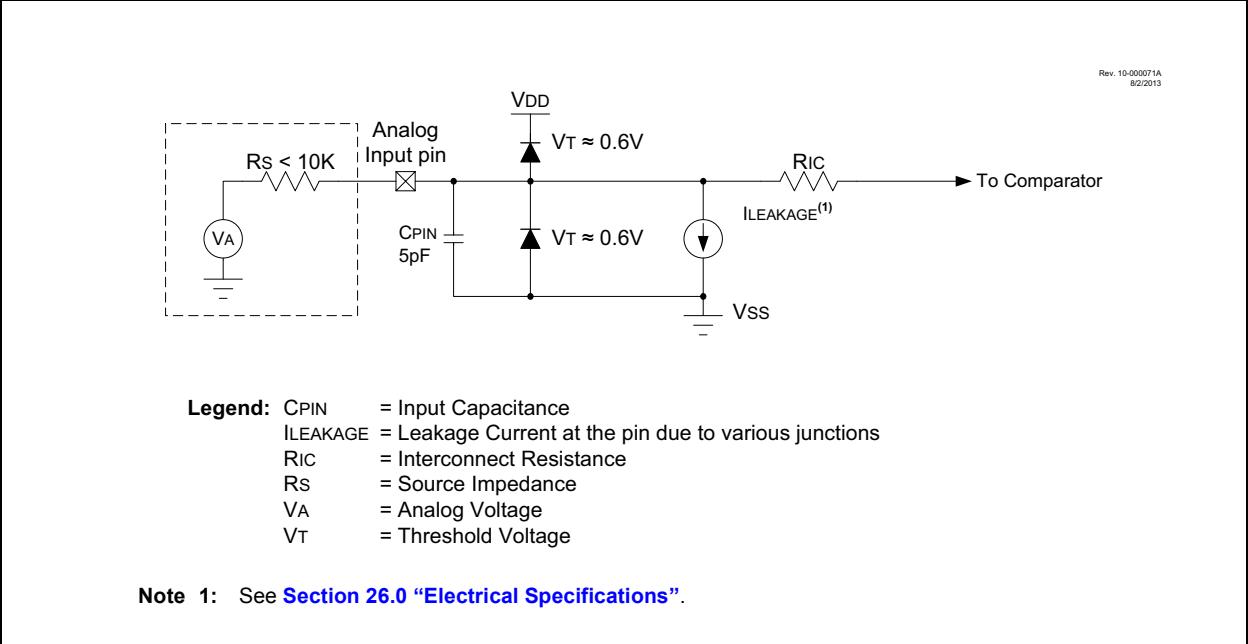 Rev. 10-000071A
8/2/2013
VDD
Analog
Input pin
VT ≈ 0.6V
RS < 10K
RIC
To Comparator
ILEAKAGE(1)
VA
CPIN
5pF
VT ≈ 0.6V
VSS
Legend: CPIN = Input Capacitance
ILEAKAGE = Leakage Current at the pin due to various junctions
RIC = Interconnect Resistance
RS = Source Impedance
VA = Analog Voltage
VT = Threshold Voltage
Note 1: See Section 26.0 “Electrical Specifications”.